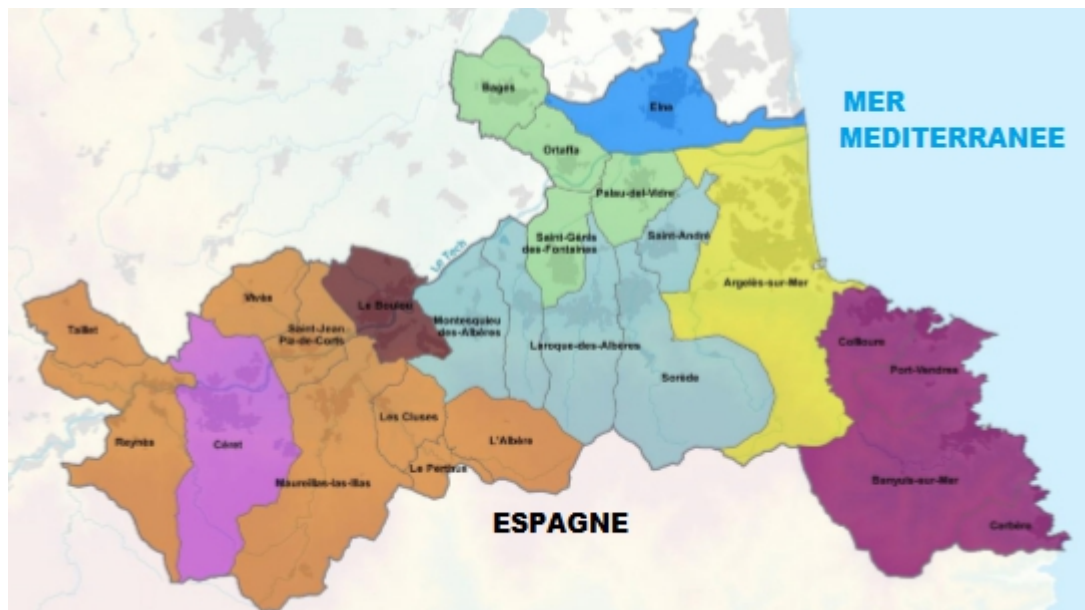 Bages
Elne
MER
MEDITERRANEE
Ortaffa
Palau-del-Vidre
Saint-Génis
des-Fontaines
Saint-André
Le Tech
Argelès-sur-Mer
Vivès
Le Boulou
Taillet
Saint-Jean
Pla-de-Corts
Montesquieu
des-Albères
Laroque-des-Albères
Collioure
Port-Vendres
Sorède
Les Cluses
L'Albère
Reynès
Céret
Le Perthus
Maureillas-las-Illas
Banyuls-sur-Mer
ESPAGNE
Cerbère